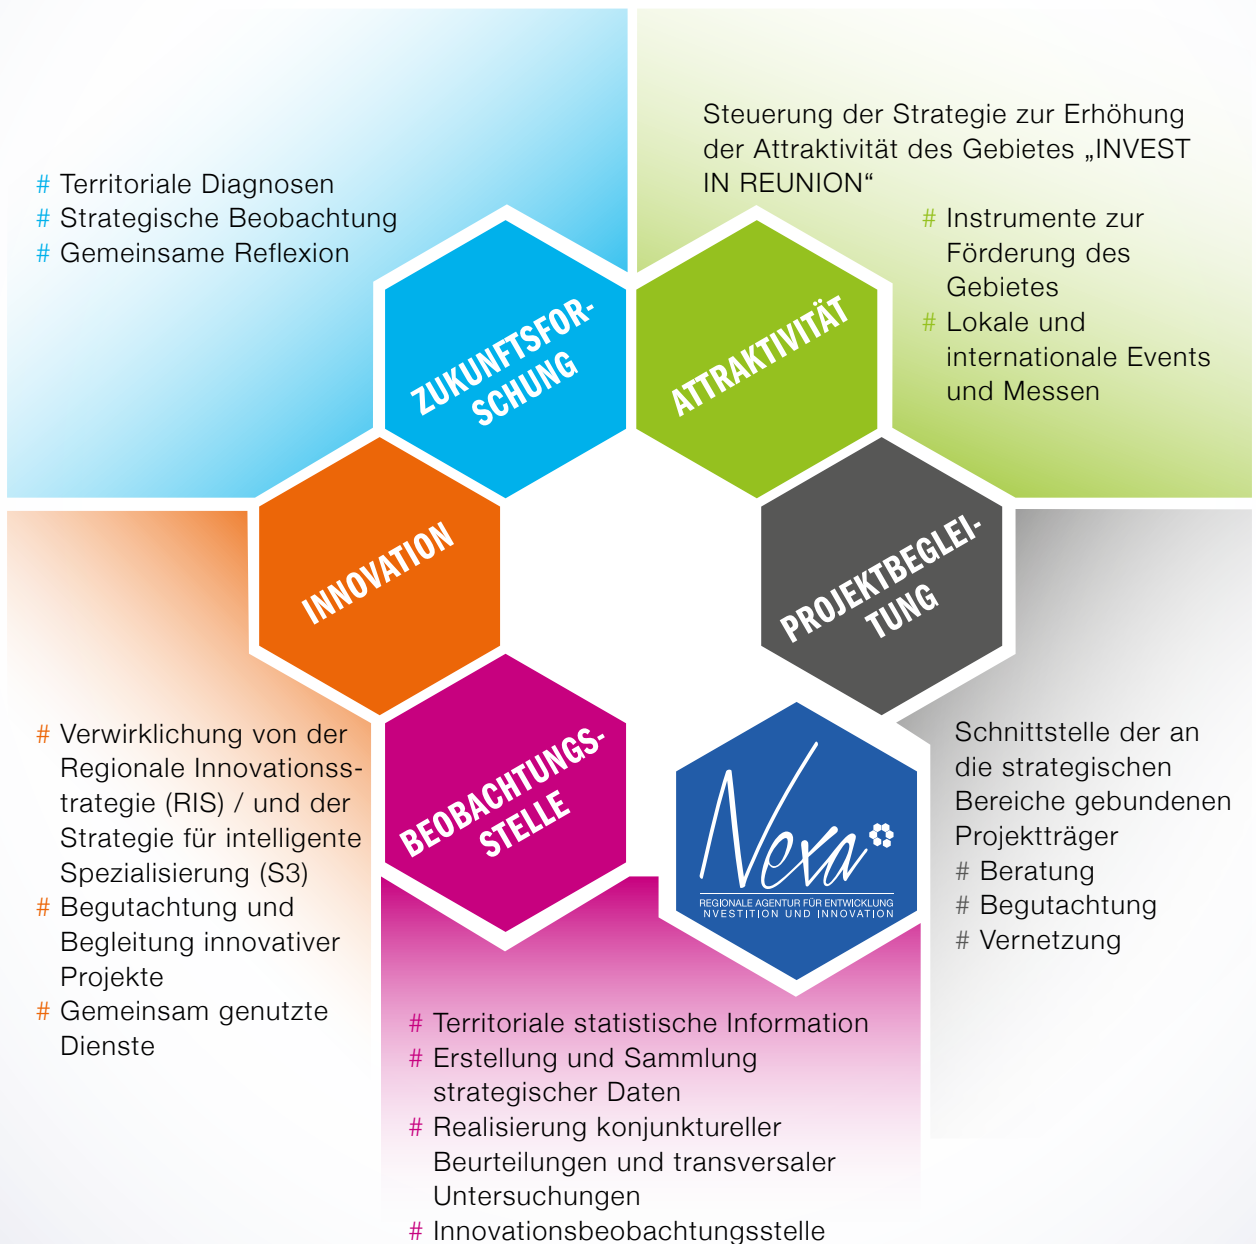 # Territoriale Diagnosen
# Strategische Beobachtung
# Gemeinsame Reflexion
ZUKUNFTSFOR-
SCHUNG
Steuerung der Strategie zur Erhöhung
der Attraktivität des Gebietes „INVEST
IN REUNION“
# Instrumente zur
Förderung des
Gebietes
# Lokale und
internationale Events
und Messen
ATTRAKTIVITÄT
INNOVATION
# Verwirklichung von der
Regionale Innovationss-
trategie (RIS) / und der
Strategie für intelligente
Spezialisierung (S3)
# Begutachtung und
Begleitung innovativer
Projekte
# Gemeinsam genutzte
Dienste
PROJEKTBEGLEI-
TUNG
Schnittstelle der an
die strategischen
Bereiche gebundenen
Projektträger
# Beratung
# Begutachtung
# Vernetzung
BEOBACHTUNGS-
STELLE
# Territoriale statistische Information
# Erstellung und Sammlung
strategischer Daten
# Realisierung konjunktureller
Beurteilungen und transversaler
Untersuchungen
# Innovationsbeobachtungsstelle
Nexa
REGIONALE AGENTUR FÜR ENTWICKLUNG
NVESTITION UND INNOVATION